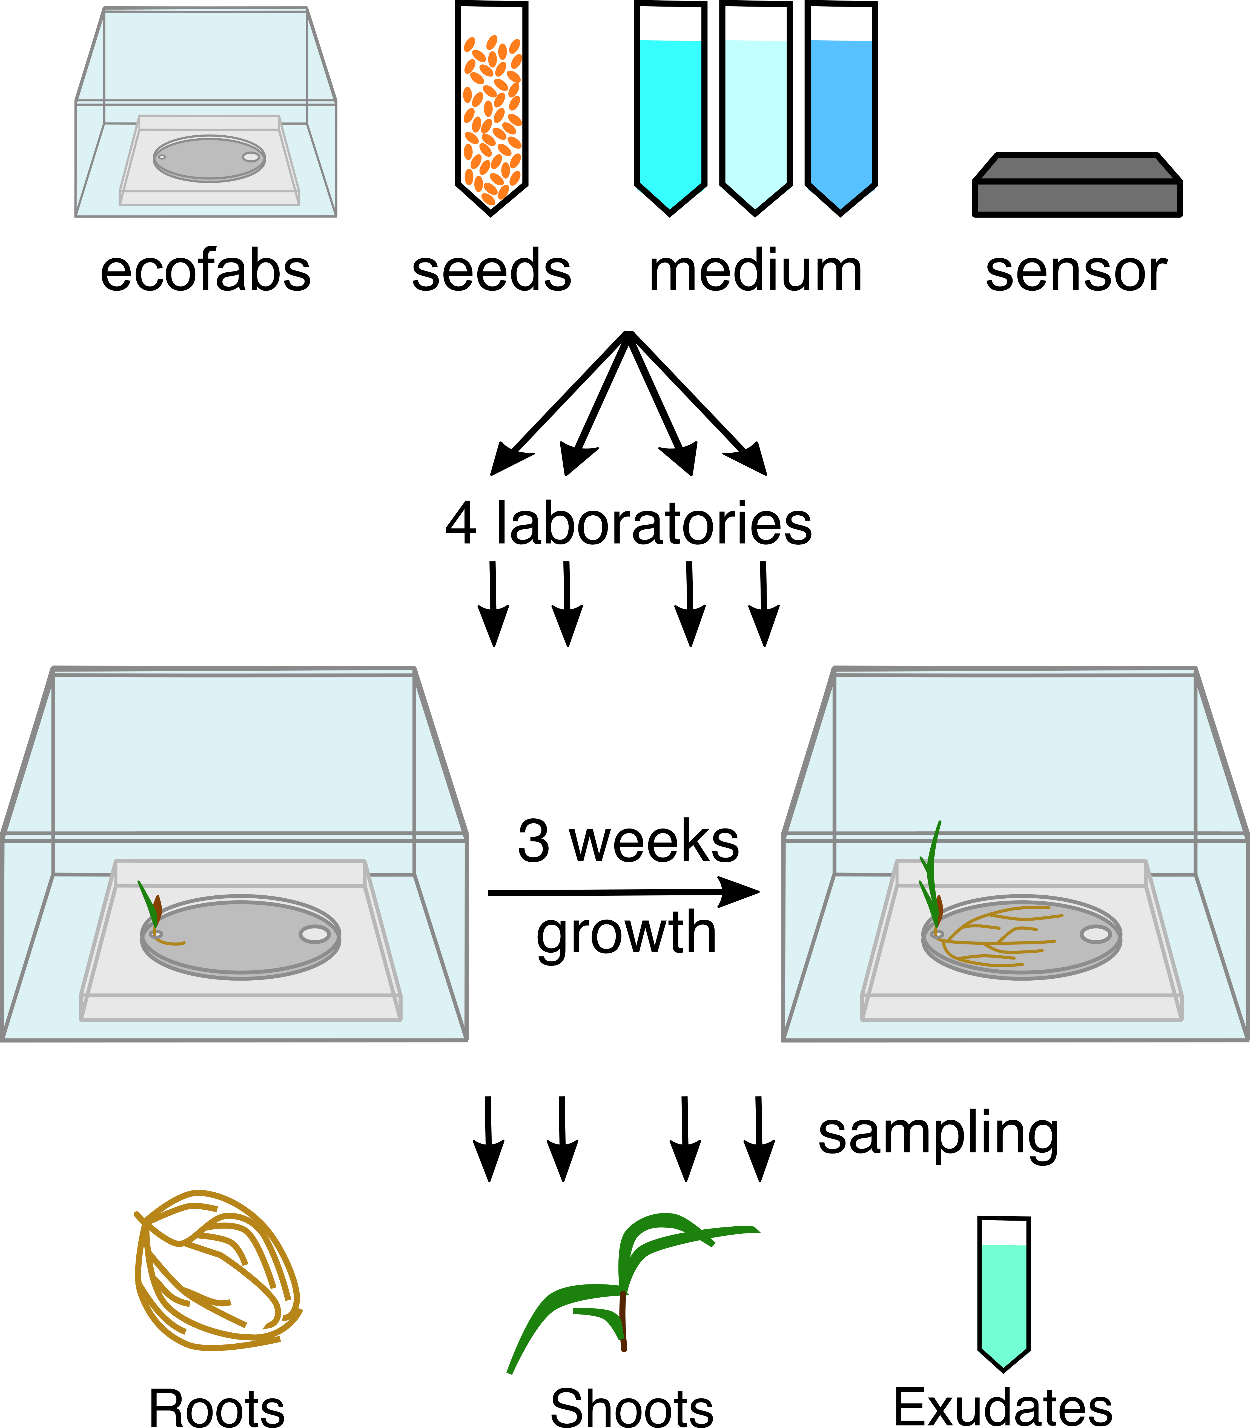 ecofabs
seeds
medium
sensor
4 laboratories
3 weeks
growth
sampling
Roots
Shoots
Exudates